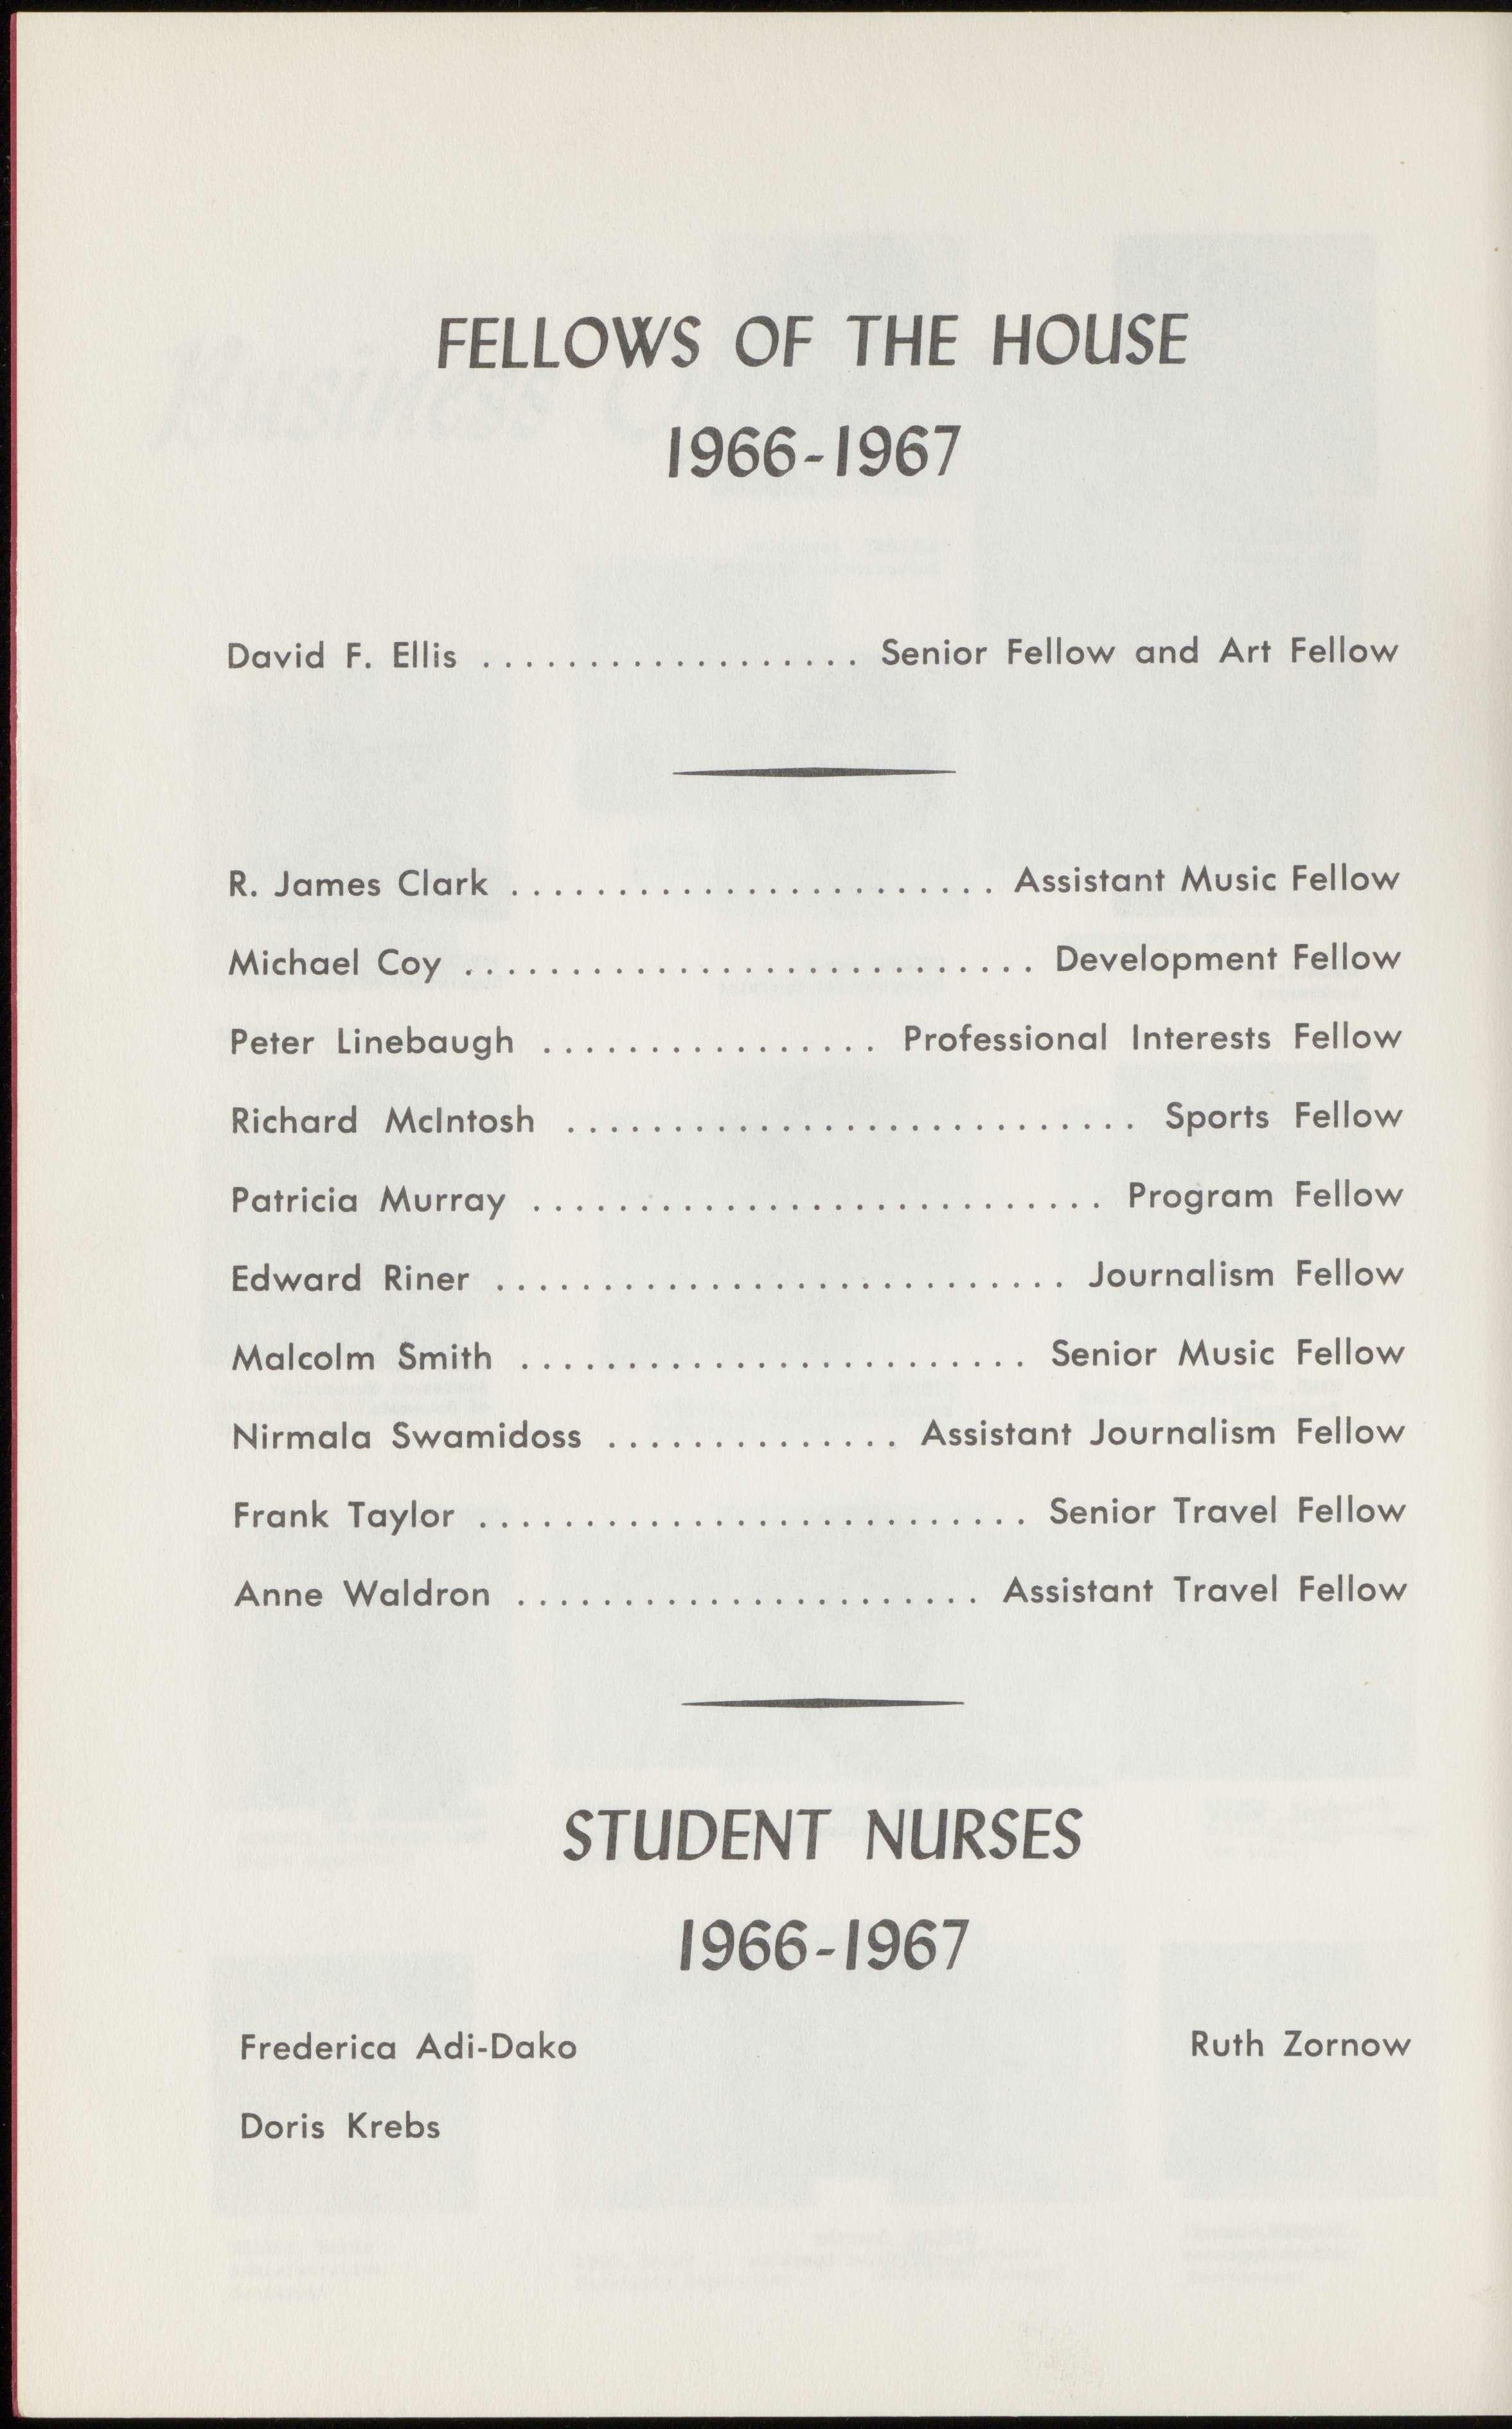 FELLOWS OF THE HOUSE
1966-1967
David F. Ellis .................. Senior Fellow and Art Fellow
R. James Clark ....................... Assistant Music Fellow
Michael Coy ........................... Development Fellow
Peter Linebaugh ................ Professional Interests Fellow
Richard McIntosh ........................... Sports Fellow
Patricia Murray ........................... Program Fellow
Edward Riner ........................... Journalism Fellow
Malcolm Smith ........................ Senior Music Fellow
Nirmala Swamidoss .............. Assistant Journalism Fellow
Frank Taylor .......................... Senior Travel Fellow
Anne Waldron ...................... Assistant Travel Fellow
STUDENT NURSES
1966-1967
Frederica Adi-Dako Ruth Zornow
Doris Krebs